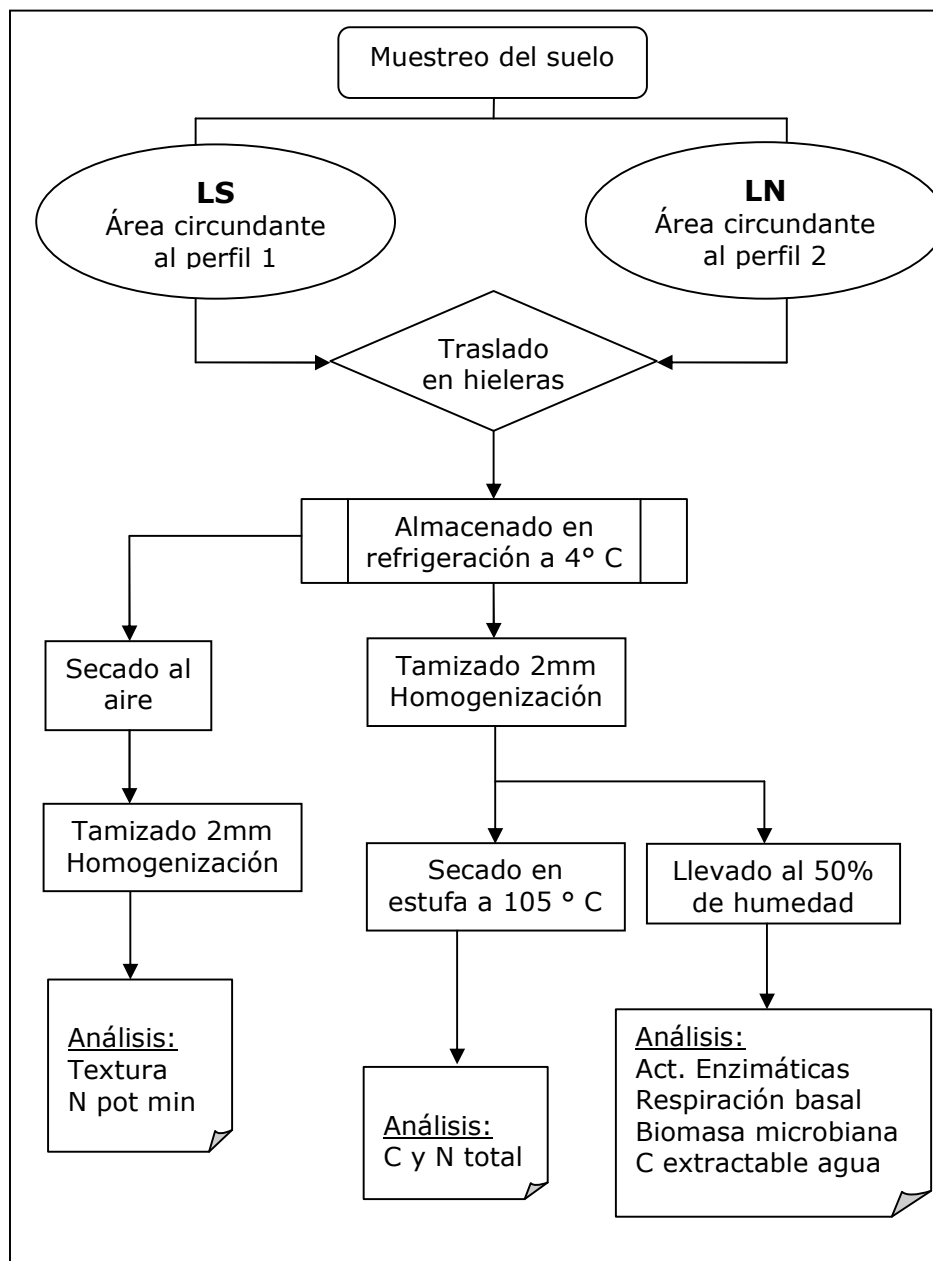 Muestreo del suelo
LS
Área circundante
al perfil 1
LN
Área circundante
al perfil 2
Traslado
en hieleras
Almacenado en
refrigeración a 4° C
Secado al
aire
Tamizado 2mm
Homogenización
Tamizado 2mm
Homogenización
Secado en
estufa a 105 ° C
Llevado al 50%
de humedad
Análisis:
Textura
N pot min
Análisis:
C y N total
Análisis:
Act. Enzimáticas
Respiración basal
Biomasa microbiana
C extractable agua